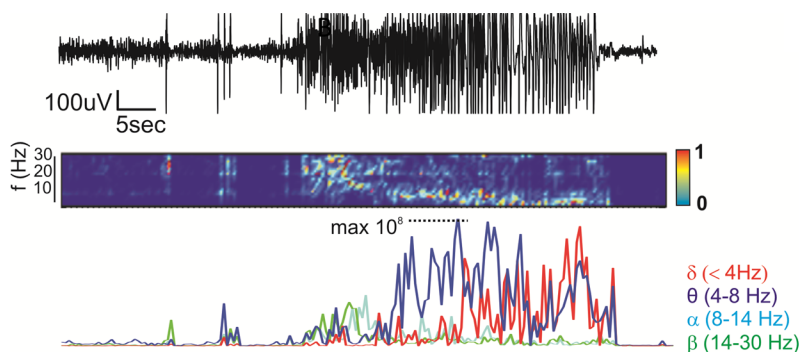 B
100uV
5sec
f (Hz)
30
20
10
1
0
max 10⁸
δ (< 4Hz)
θ (4-8 Hz)
α (8-14 Hz)
β (14-30 Hz)